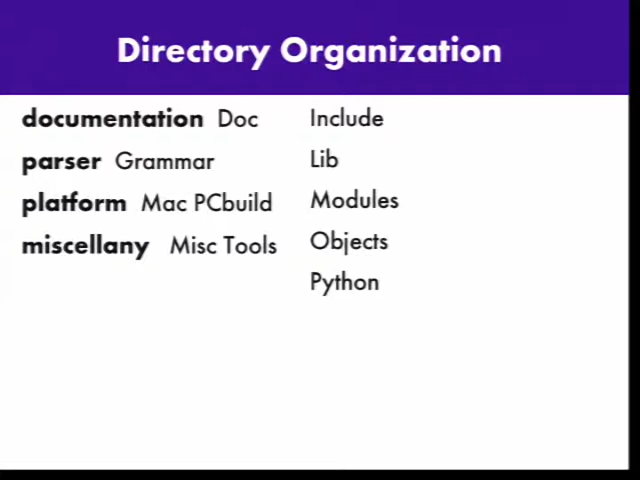 Directory Organization
documentation Doc
parser Grammar
platform Mac PCbuild
miscellany Misc Tools
Include
Lib
Modules
Objects
Python